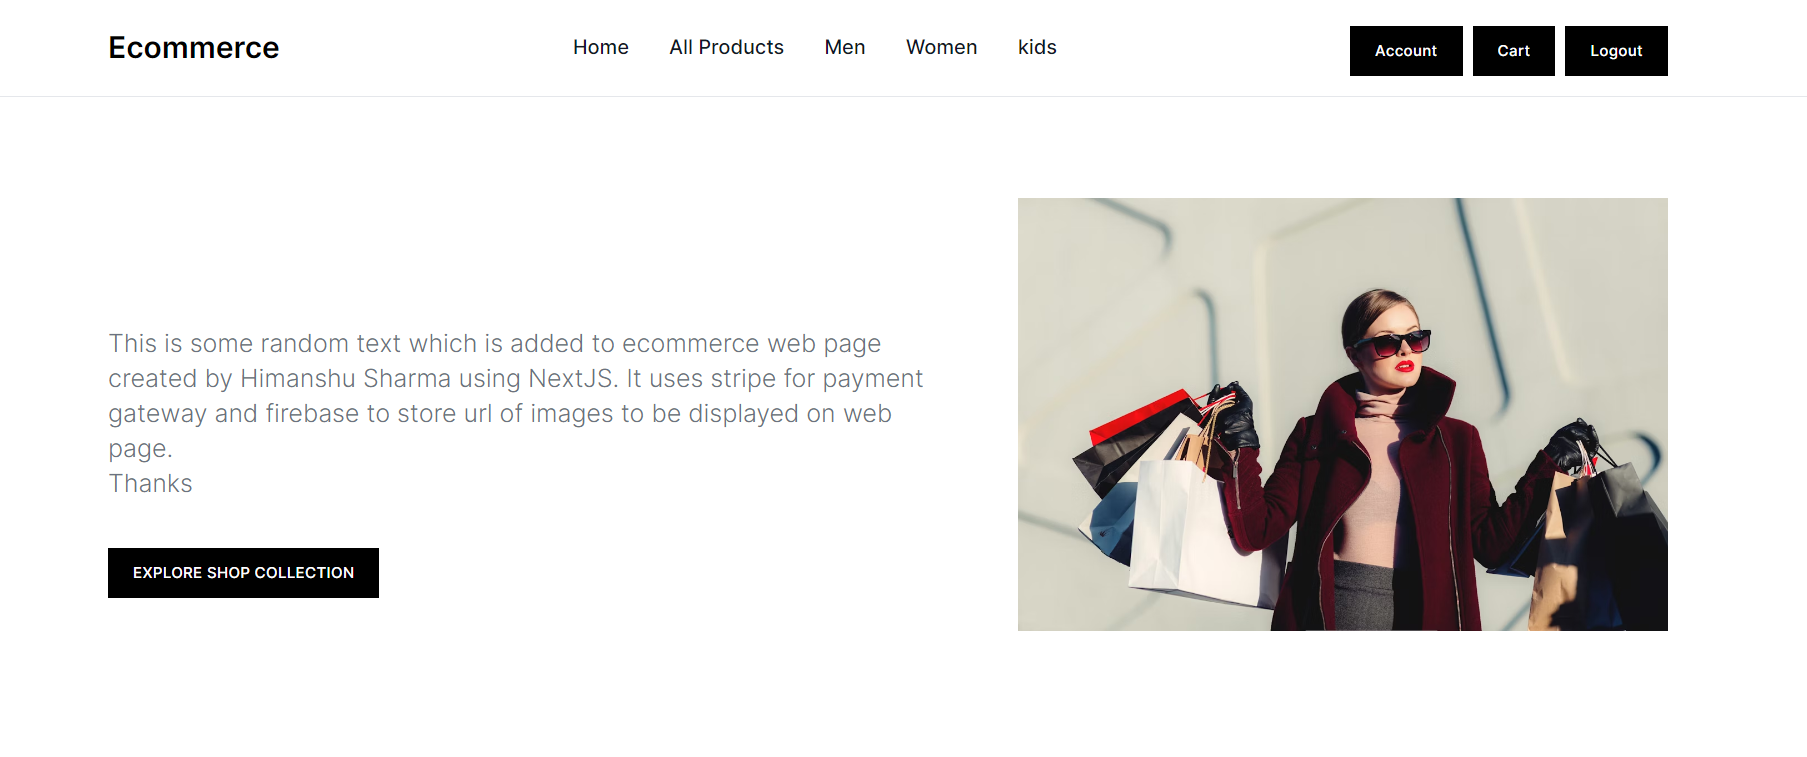 Ecommerce
Home All Products Men Women kids
Account Cart Logout
This is some random text which is added to ecommerce web page
created by Himanshu Sharma using NextJS. It uses stripe for payment
gateway and firebase to store url of images to be displayed on web
page.
Thanks
EXPLORE SHOP COLLECTION